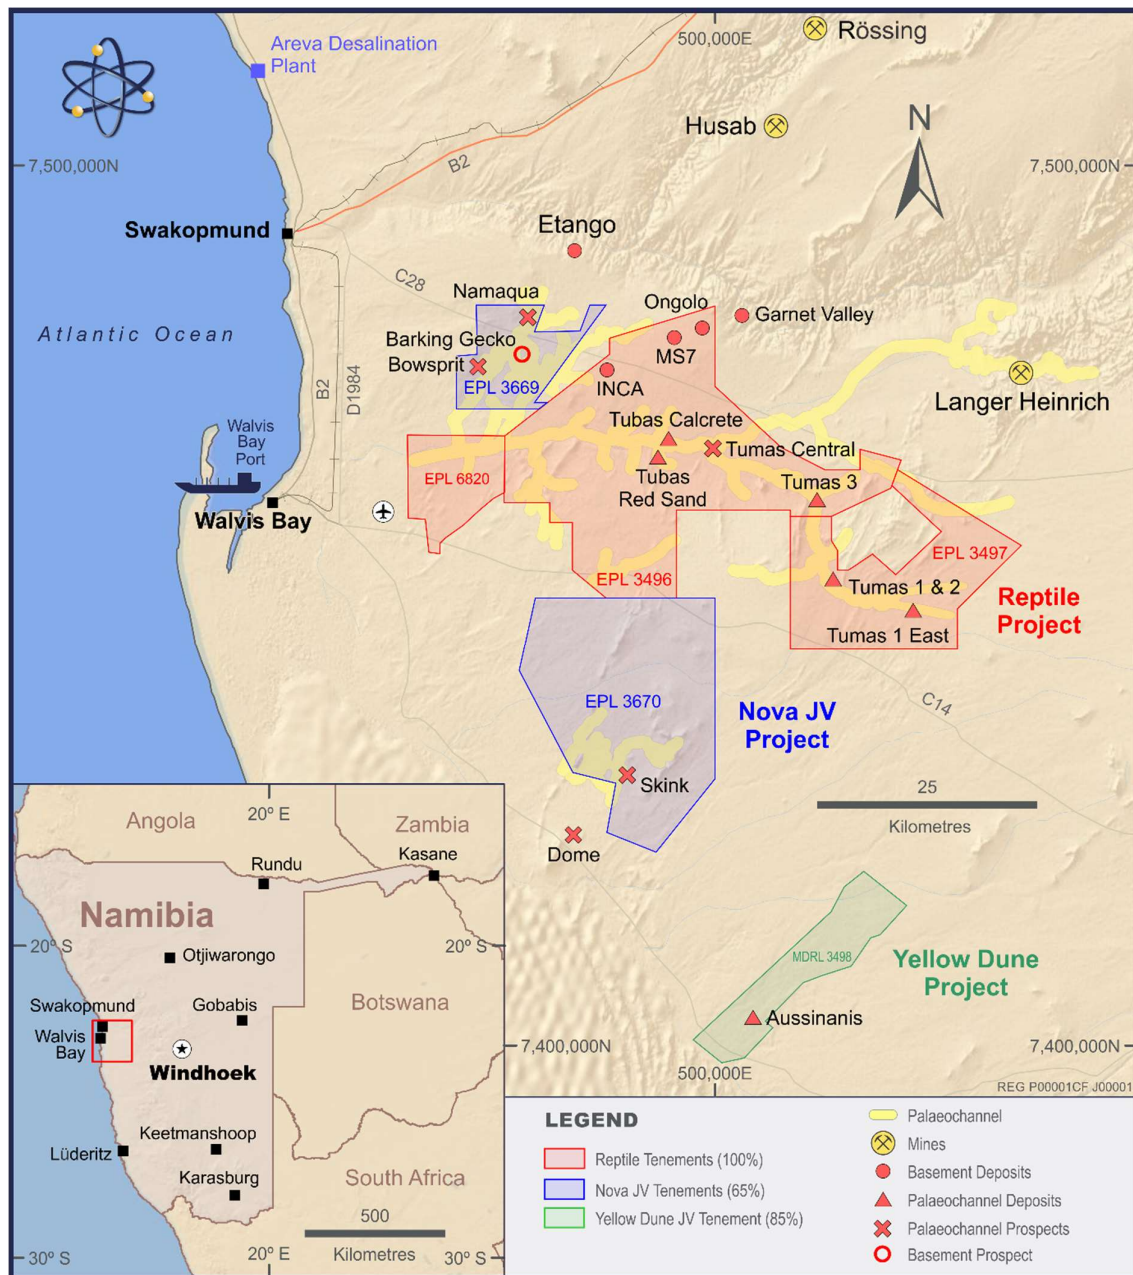 Areva Desalination
Plant
500,000E
Rössing
Husab
N
7,500,000N
7,500,000N
B2
Swakopmund
Etango
C28
Namaqua
Ongolo
Garnet Valley
Atlantic Ocean
Barking Gecko
MS7
Bowsprit
B2
D1984
EPL 3669
INCA
Langer Heinrich
Tubas Calcrete
Walvis
Bay
Port
Tumas Central
EPL 6820
Tubas
Red Sand
Tumas 3
Walvis Bay
EPL 3497
EPL 3496
Tumas 1 & 2
Reptile
Project
Tumas 1 East
EPL 3670
C14
Nova JV
Project
Skink
25
Kilometres
Dome
MDRL 3498
Yellow Dune
Project
Aussinanis
7,400,000N
7,400,000N
500,000E
REG P00001CF J00001
20° E
Angola
Zambia
Rundu
Kasane
Namibia
20° S
20° S
Otjiwarongo
Swakopmund
Gobabis
Botswana
Walvis
Bay
Windhoek
Keetmanshoop
Lüderitz
Karasburg
South Africa
500
Kilometres
30° S
20° E
30° S
LEGEND
Reptile Tenements (100%)
Nova JV Tenements (65%)
Yellow Dune JV Tenement (85%)
Palaeochannel
Mines
Basement Deposits
Palaeochannel Deposits
Palaeochannel Prospects
Basement Prospect